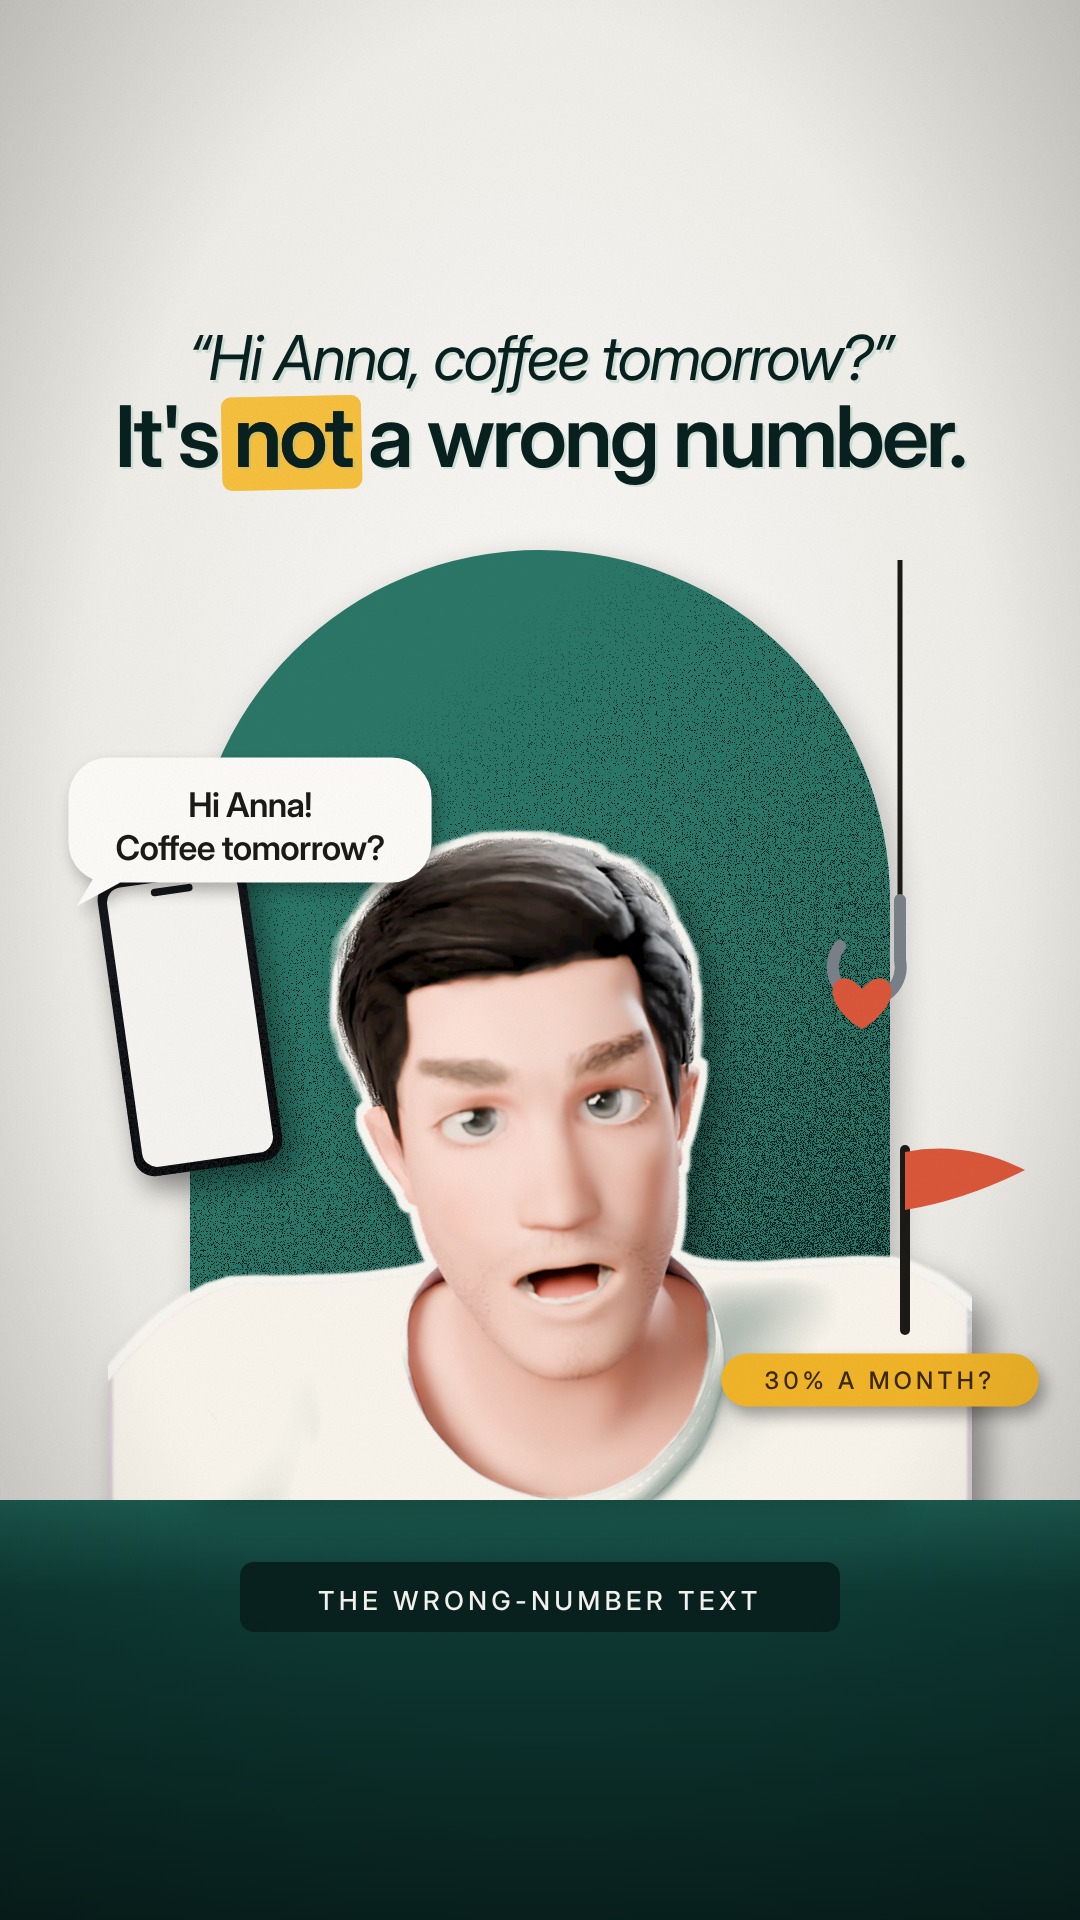 “Hi Anna, coffee tomorrow?”
It's not a wrong number.
Hi Anna!
Coffee tomorrow?
30% A MONTH?
THE WRONG-NUMBER TEXT